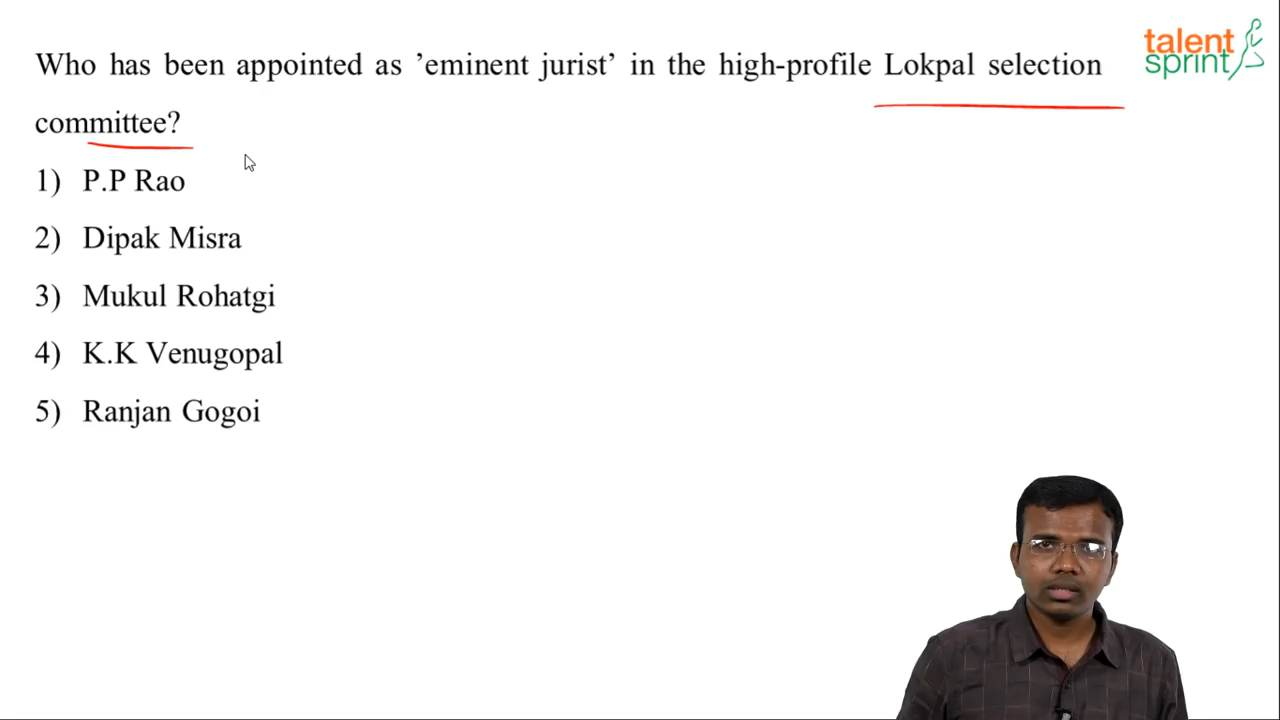 talent
sprint
Who has been appointed as ’eminent jurist’ in the high-profile Lokpal selection
committee?
1) P.P Rao
2) Dipak Misra
3) Mukul Rohatgi
4) K.K Venugopal
5) Ranjan Gogoi